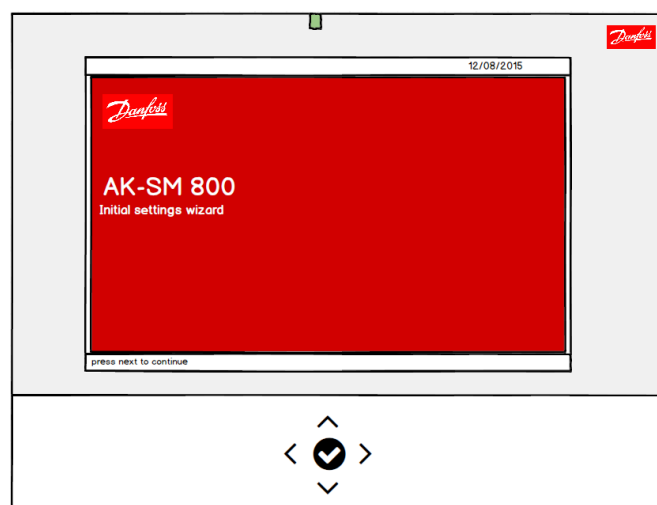 Danfoss
12/08/2015
Danfoss
AK-SM 800
Initial settings wizard
press next to continue